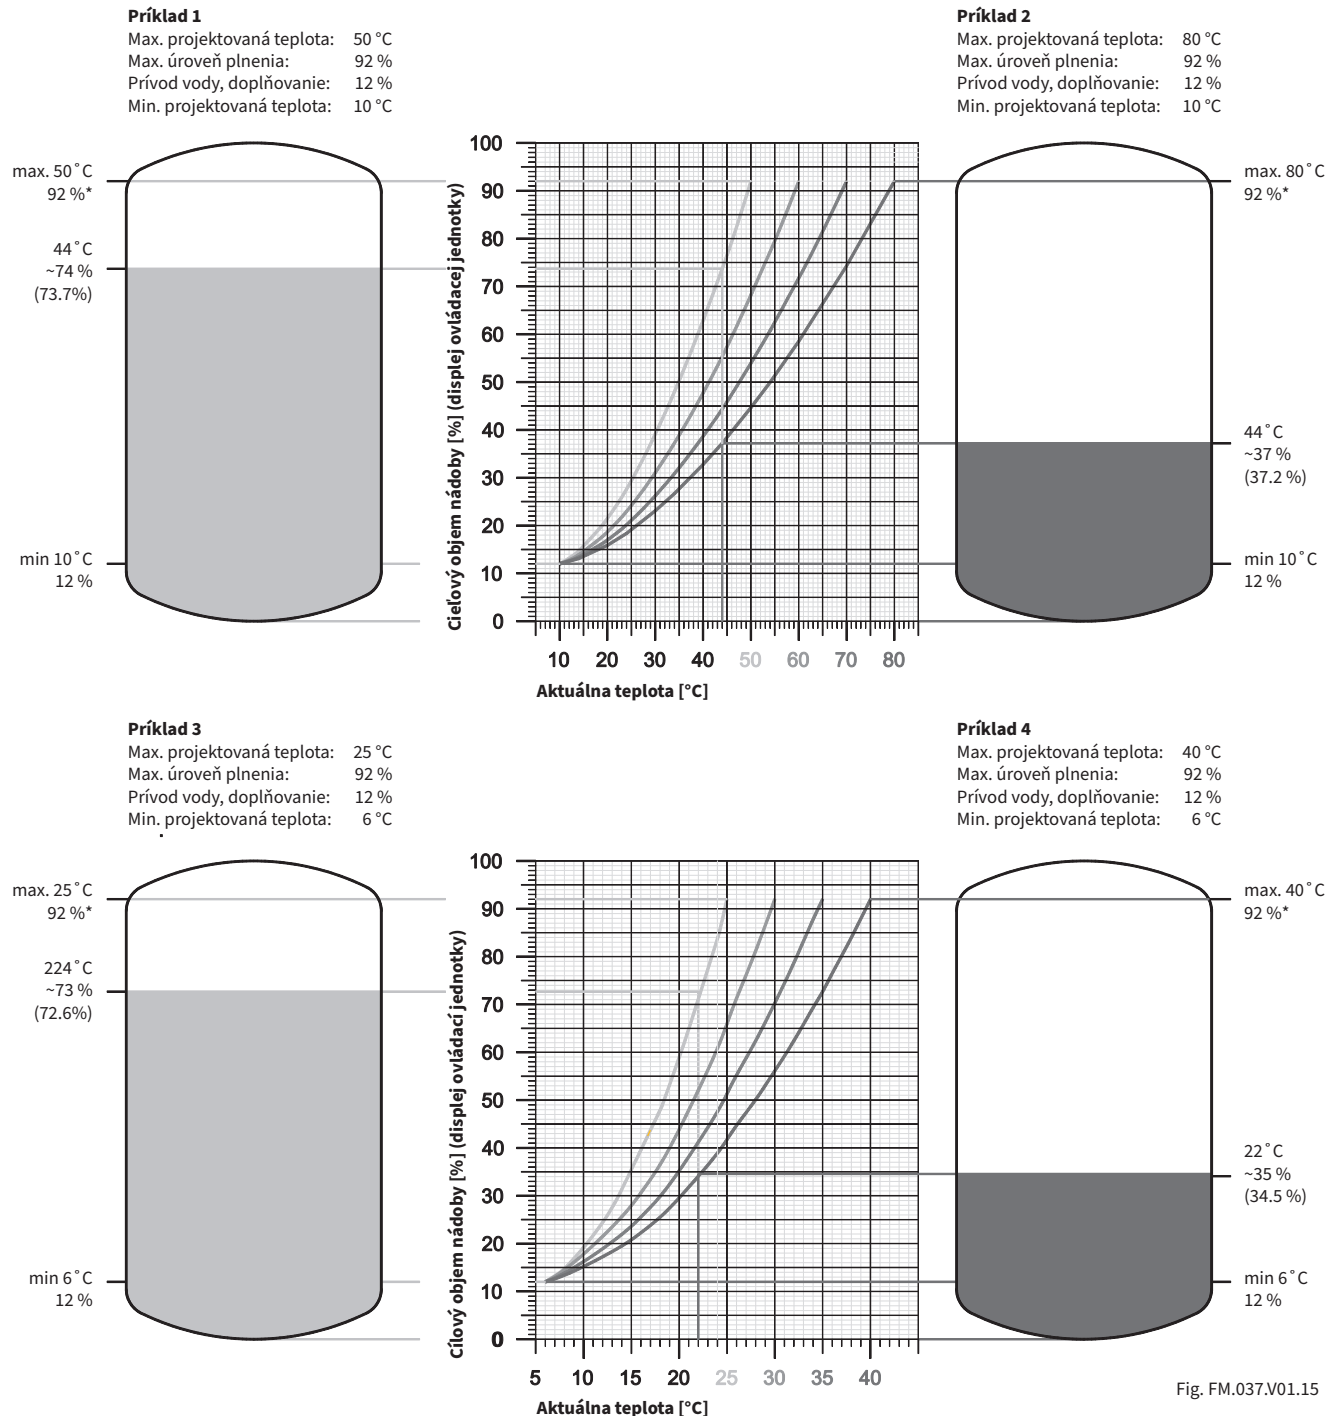 Príklad 1
Max. projektovaná teplota: 50 °C
Max. úroveň plnenia: 92 %
Prívod vody, doplňovanie: 12 %
Min. projektovaná teplota: 10 °C
Príklad 2
Max. projektovaná teplota: 80 °C
Max. úroveň plnenia: 92 %
Prívod vody, doplňovanie: 12 %
Min. projektovaná teplota: 10 °C
max. 50˚C
92 %*
44˚C
~74 %
(73.7%)
min 10˚C
12 %
Cieľový objem nádoby [%] (displej ovládacej jednotky)
100
90
80
70
60
50
40
30
20
10
0
10 20 30 40 50 60 70 80
Aktuálna teplota [°C]
max. 80˚C
92 %*
44˚C
~37 %
(37.2 %)
min 10˚C
12 %
Príklad 3
Max. projektovaná teplota: 25 °C
Max. úroveň plnenia: 92 %
Prívod vody, doplňovanie: 12 %
Min. projektovaná teplota: 6 °C
Príklad 4
Max. projektovaná teplota: 40 °C
Max. úroveň plnenia: 92 %
Prívod vody, doplňovanie: 12 %
Min. projektovaná teplota: 6 °C
max. 25˚C
92 %*
224˚C
~73 %
(72.6%)
min 6˚C
12 %
Cílový objem nádoby [%] (displej ovládací jednotky)
100
90
80
70
60
50
40
30
20
10
0
5 10 15 20 25 30 35 40
Aktuálna teplota [°C]
max. 40˚C
92 %*
22˚C
~35 %
(34.5 %)
min 6˚C
12 %
Fig. FM.037.V01.15